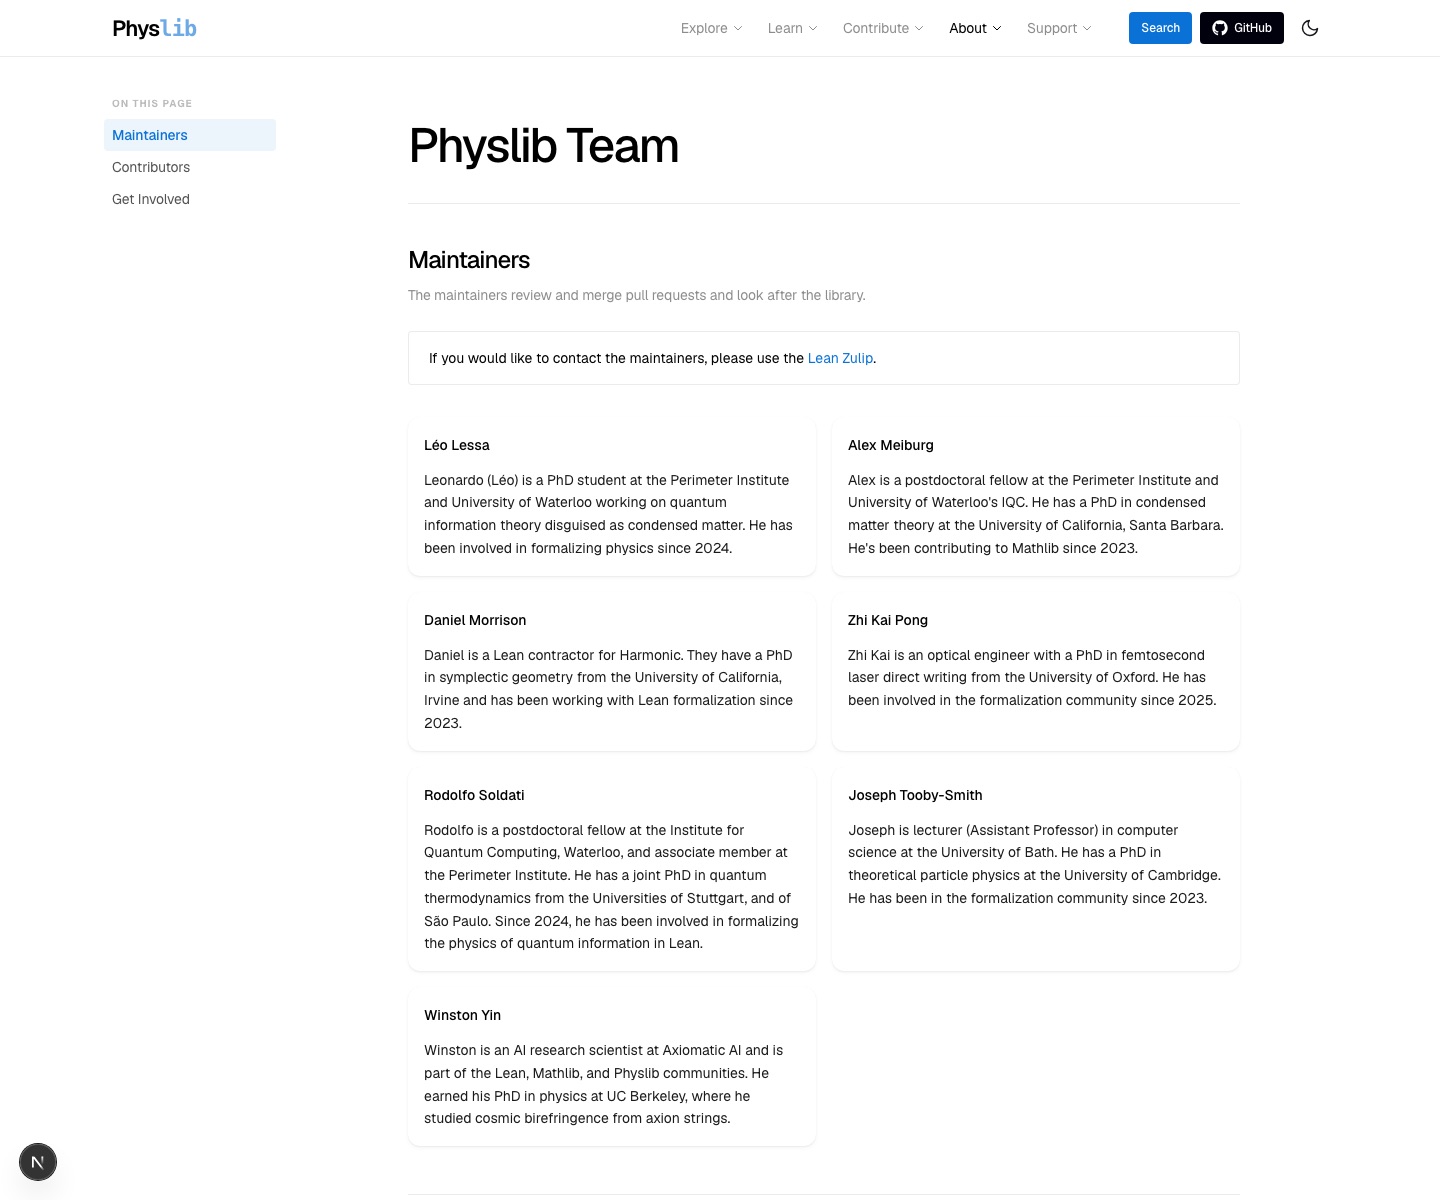 Physlib
Explore
Learn
Contribute
About
Support
Search
GitHub
ON THIS PAGE
Maintainers
Contributors
Get Involved
Physlib Team
Maintainers
The maintainers review and merge pull requests and look after the library.
If you would like to contact the maintainers, please use the Lean Zulip.
Léo Lessa
Leonardo (Léo) is a PhD student at the Perimeter Institute
and University of Waterloo working on quantum
information theory disguised as condensed matter. He has
been involved in formalizing physics since 2024.
Alex Meiburg
Alex is a postdoctoral fellow at the Perimeter Institute and
University of Waterloo's IQC. He has a PhD in condensed
matter theory at the University of California, Santa Barbara.
He's been contributing to Mathlib since 2023.
Daniel Morrison
Daniel is a Lean contractor for Harmonic. They have a PhD
in symplectic geometry from the University of California,
Irvine and has been working with Lean formalization since
2023.
Zhi Kai Pong
Zhi Kai is an optical engineer with a PhD in femtosecond
laser direct writing from the University of Oxford. He has
been involved in the formalization community since 2025.
Rodolfo Soldati
Rodolfo is a postdoctoral fellow at the Institute for
Quantum Computing, Waterloo, and associate member at
the Perimeter Institute. He has a joint PhD in quantum
thermodynamics from the Universities of Stuttgart, and of
São Paulo. Since 2024, he has been involved in formalizing
the physics of quantum information in Lean.
Joseph Tooby-Smith
Joseph is lecturer (Assistant Professor) in computer
science at the University of Bath. He has a PhD in
theoretical particle physics at the University of Cambridge.
He has been in the formalization community since 2023.
Winston Yin
Winston is an AI research scientist at Axiomatic AI and is
part of the Lean, Mathlib, and Physlib communities. He
earned his PhD in physics at UC Berkeley, where he
studied cosmic birefringence from axion strings.
N